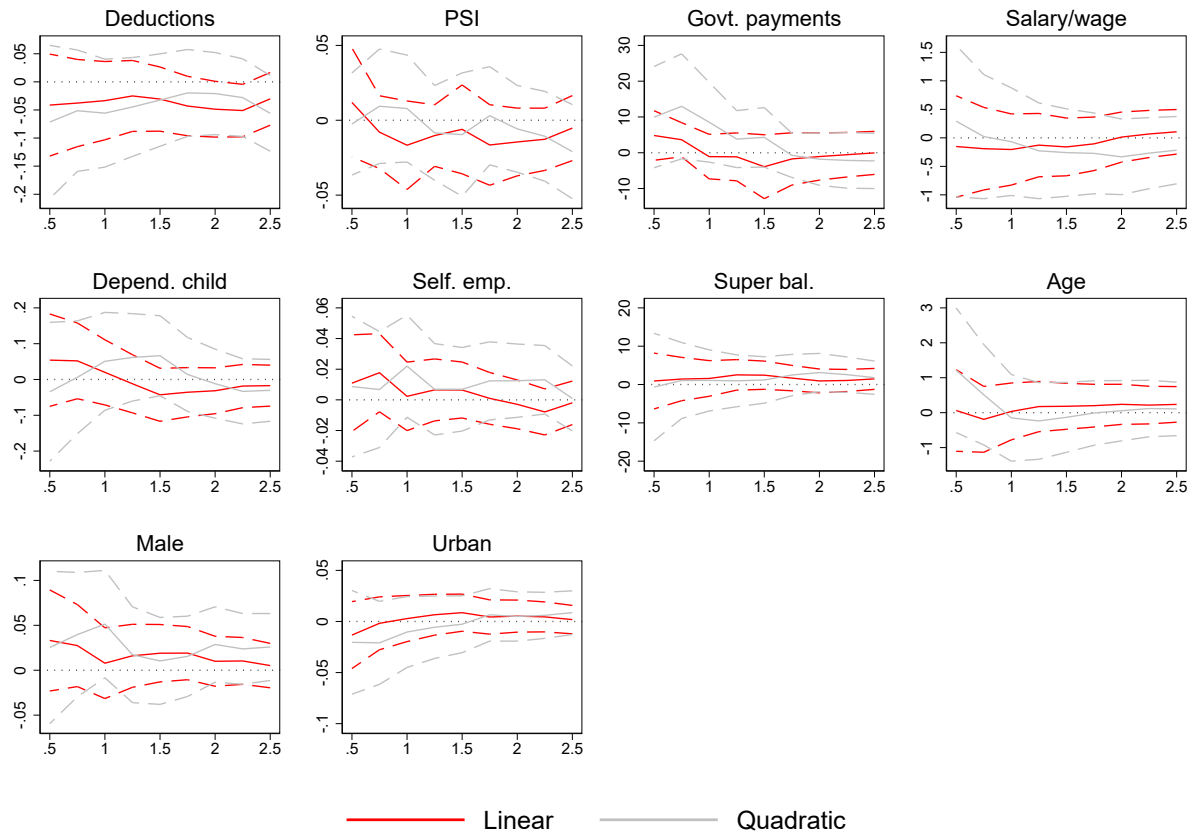 Deductions
.05
0
-.05
-.1
-.15
-.2
.5 1 1.5 2 2.5
PSI
.05
0
-.05
.5 1 1.5 2 2.5
Govt. payments
30
20
10
0
-10
.5 1 1.5 2 2.5
Salary/wage
1.5
1
.5
0
-.5
-1
.5 1 1.5 2 2.5
Depend. child
.2
.1
0
-.1
-.2
.5 1 1.5 2 2.5
Self. emp.
.06
.04
.02
0
-.02
-.04
.5 1 1.5 2 2.5
Super bal.
20
10
0
-10
-20
.5 1 1.5 2 2.5
Age
3
2
1
0
-1
.5 1 1.5 2 2.5
Male
.1
.05
0
-.05
.5 1 1.5 2 2.5
Urban
.05
0
-.05
-.1
.5 1 1.5 2 2.5
Linear Quadratic